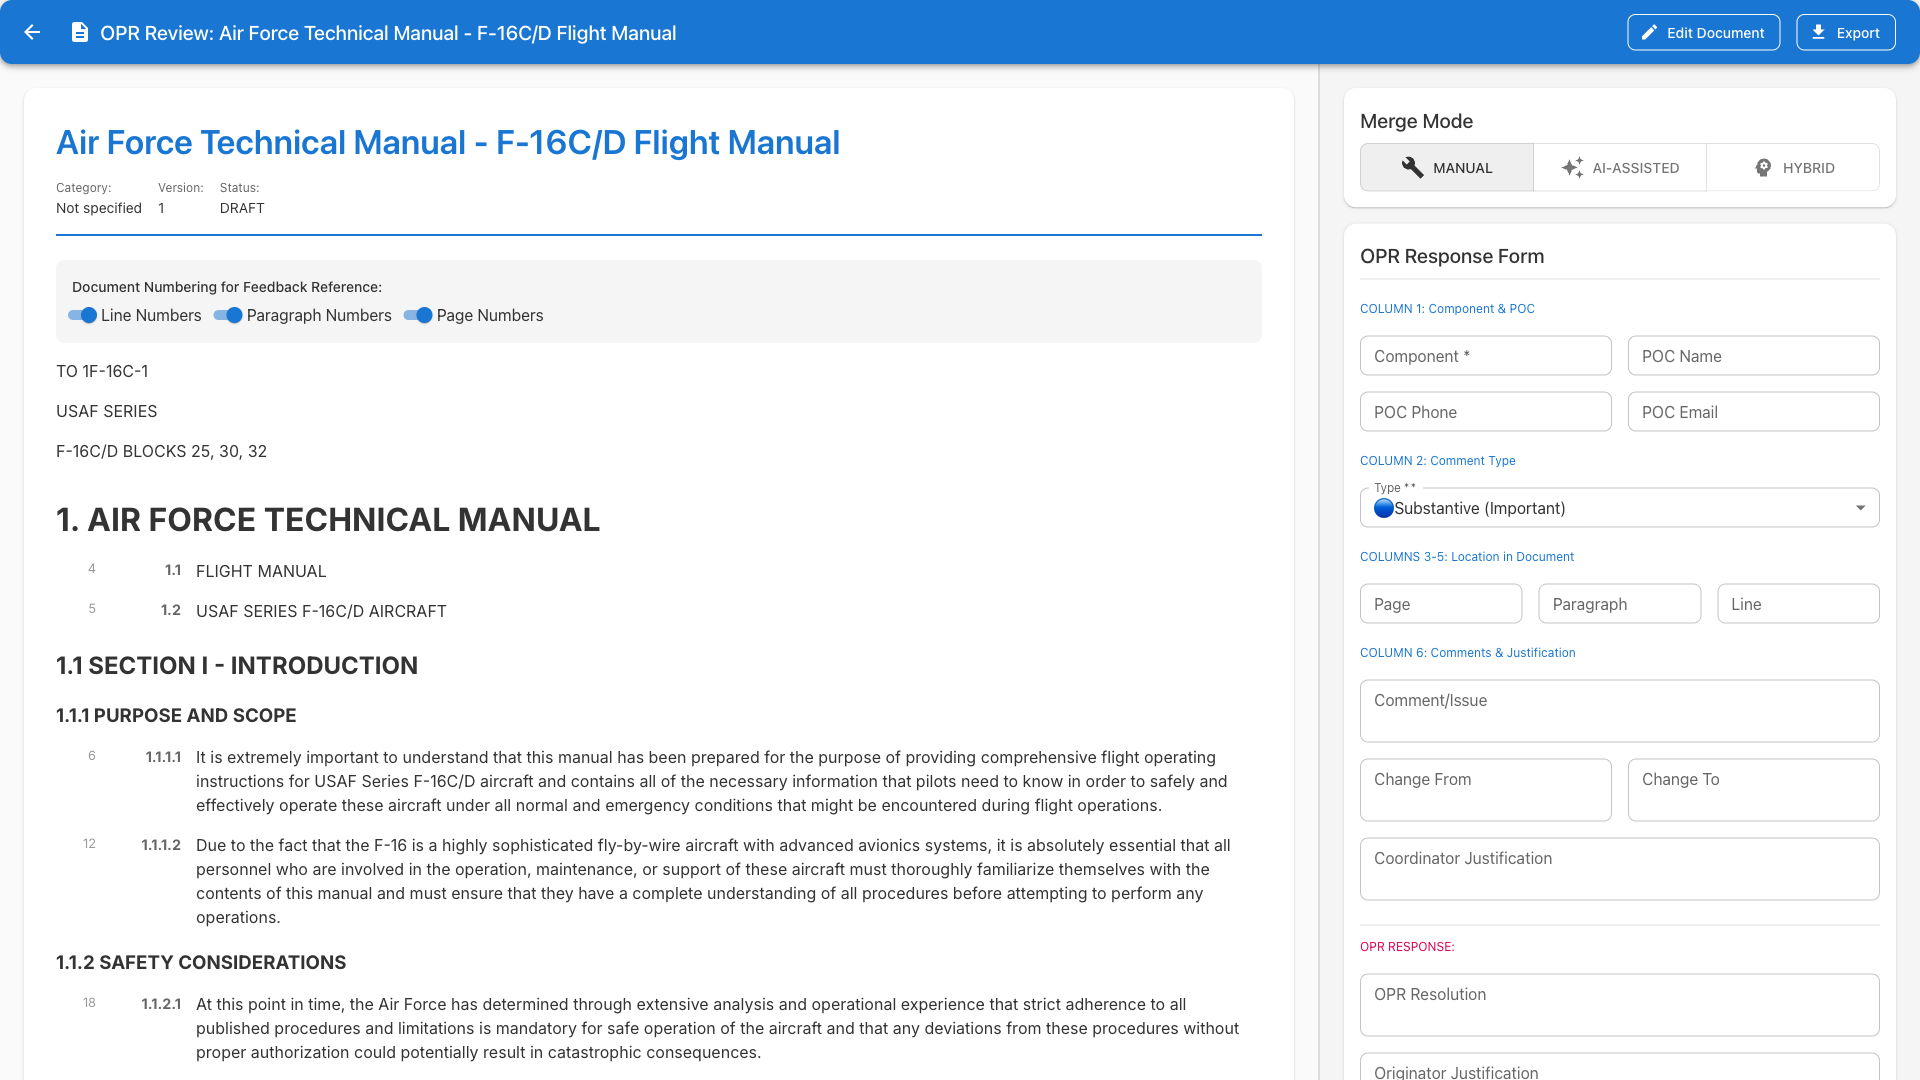 OPR Review: Air Force Technical Manual - F-16C/D Flight Manual
Edit Document
Export
Air Force Technical Manual - F-16C/D Flight Manual
Category: Version: Status:
Not specified 1 DRAFT
Document Numbering for Feedback Reference:
Line Numbers Paragraph Numbers Page Numbers
TO 1F-16C-1
USAF SERIES
F-16C/D BLOCKS 25, 30, 32
1. AIR FORCE TECHNICAL MANUAL
4 1.1 FLIGHT MANUAL
5 1.2 USAF SERIES F-16C/D AIRCRAFT
1.1 SECTION I - INTRODUCTION
1.1.1 PURPOSE AND SCOPE
6 1.1.1.1 It is extremely important to understand that this manual has been prepared for the purpose of providing comprehensive flight operating
instructions for USAF Series F-16C/D aircraft and contains all of the necessary information that pilots need to know in order to safely and
effectively operate these aircraft under all normal and emergency conditions that might be encountered during flight operations.
12 1.1.1.2 Due to the fact that the F-16 is a highly sophisticated fly-by-wire aircraft with advanced avionics systems, it is absolutely essential that all
personnel who are involved in the operation, maintenance, or support of these aircraft must thoroughly familiarize themselves with the
contents of this manual and must ensure that they have a complete understanding of all procedures before attempting to perform any
operations.
1.1.2 SAFETY CONSIDERATIONS
18 1.1.2.1 At this point in time, the Air Force has determined through extensive analysis and operational experience that strict adherence to all
published procedures and limitations is mandatory for safe operation of the aircraft and that any deviations from these procedures without
proper authorization could potentially result in catastrophic consequences.
Merge Mode
MANUAL AI-ASSISTED HYBRID
OPR Response Form
COLUMN 1: Component & POC
Component * POC Name
POC Phone POC Email
COLUMN 2: Comment Type
Type * *
Substantive (Important)
COLUMNS 3-5: Location in Document
Page Paragraph Line
COLUMN 6: Comments & Justification
Comment/Issue
Change From Change To
Coordinator Justification
OPR RESPONSE:
OPR Resolution
Originator Justification